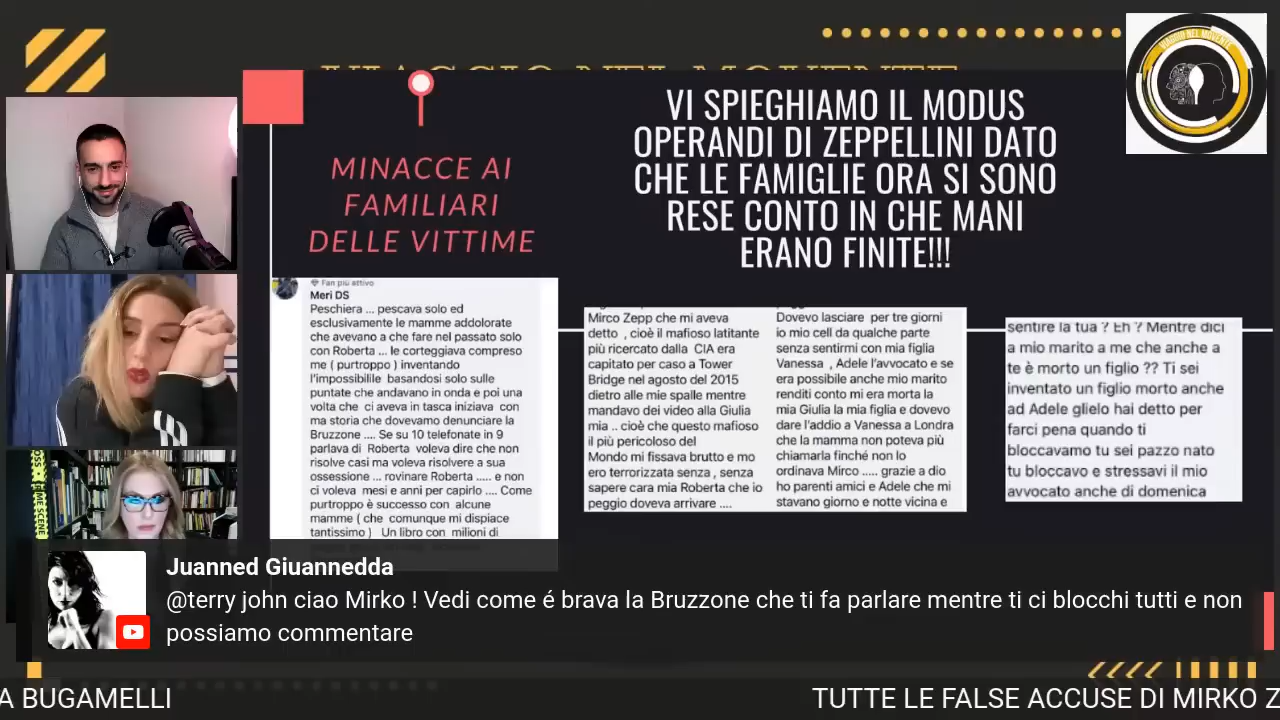 VIAGGIO NEL MOVENTE
VIAGGIO NEL MOVENTE
MINACCE AI
FAMILIARI
DELLE VITTIME
VI SPIEGHIAMO IL MODUS
OPERANDI DI ZEPPELLINI DATO
CHE LE FAMIGLIE ORA SI SONO
RESE CONTO IN CHE MANI
ERANO FINITE!!!
Fan più attivo
Meri DS
Peschiera ... pescava solo ed
esclusivamente le mamme addolorate
che avevano a che fare nel passato solo
con Roberta ... le corteggiava compreso
me ( purtroppo ) inventando
l'impossibilile basandosi solo sulle
puntate che andavano in onda e poi una
volta che ci aveva in tasca iniziava con
ma storia che dovevamo denunciare la
Bruzzone .... Se su 10 telefonate in 9
parlava di Roberta voleva dire che non
risolve casi ma voleva risolvere a sua
ossessione ... rovinare Roberta ..... e non
ci voleva mesi e anni per capirlo .... Come
purtroppo è successo con alcune
mamme ( che comunque mi dispiace
tantissimo ) Un libro con milioni di
Mirco Zepp che mi aveva
detto , cioè il mafioso latitante
più ricercato dalla CIA era
capitato per caso a Tower
Bridge nel agosto del 2015
dietro alle mie spalle mentre
mandavo dei video alla Giulia
mia .. cioè che questo mafioso
il più pericoloso del
Mondo mi fissava brutto e mo
ero terrorizzata senza , senza
sapere cara mia Roberta che io
peggio doveva arrivare ....
Dovevo lasciare per tre giorni
io mio cell da qualche parte
senza sentirmi con mia figlia
Vanessa , Adele l'avvocato e se
era possibile anche mio marito
renditi conto mi era morta la
mia Giulia la mia figlia e dovevo
dare l'addio a Vanessa a Londra
che la mamma non poteva più
chiamarla finché non lo
ordinava Mirco ..... grazie a dio
ho parenti amici e Adele che mi
stavano giorno e notte vicina e
sentire la tua ? Eh ? Mentre dici
a mio marito a me che anche a
te è morto un figlio ?? Ti sei
inventato un figlio morto anche
ad Adele glielo hai detto per
farci pena quando ti
bloccavamo tu sei pazzo nato
tu bloccavo e stressavi il mio
avvocato anche di domenica
Juanned Giuannedda
@terry john ciao Mirko ! Vedi come é brava la Bruzzone che ti fa parlare mentre ti ci blocchi tutti e non
possiamo commentare
A BUGAMELLI
TUTTE LE FALSE ACCUSE DI MIRKO Z